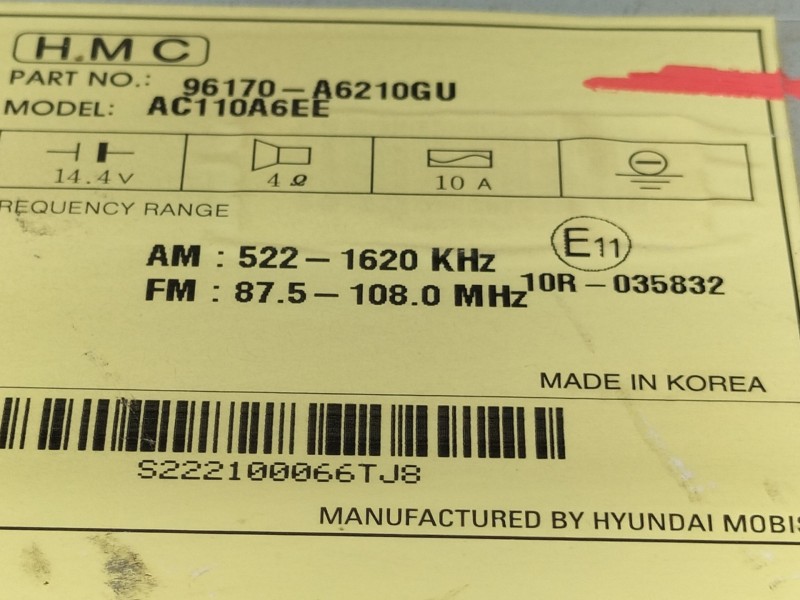 H.M C
PART NO.: 96170-A6210GU
MODEL: AC110A6EE
14.4V 4Ω 10 A
REQUENCY RANGE
AM : 522-1620 KHz
FM : 87.5-108.0 MHz
E11
10R-035832
MADE IN KOREA
S222100066TJ8
MANUFACTURED BY HYUNDAI MOBIS